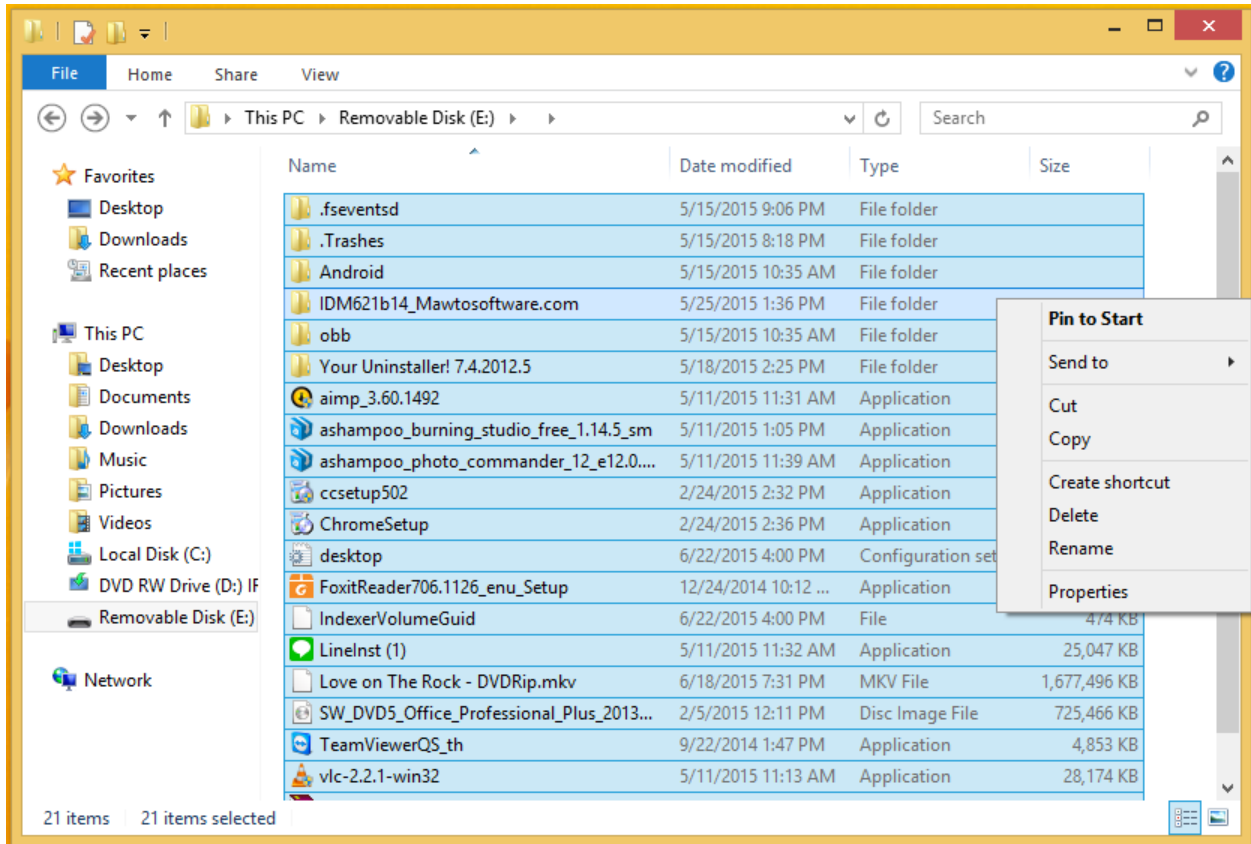 File Home Share View
This PC Removable Disk (E:) Search
Favorites
Desktop
Downloads
Recent places
This PC
Desktop
Documents
Downloads
Music
Pictures
Videos
Local Disk (C:)
DVD RW Drive (D:) IF
Removable Disk (E:)
Network
Name Date modified Type Size
.fseventsd 5/15/2015 9:06 PM File folder
.Trashes 5/15/2015 8:18 PM File folder
Android 5/15/2015 10:35 AM File folder
IDM621b14_Mawtosoftware.com 5/25/2015 1:36 PM File folder
obb 5/15/2015 10:35 AM File folder
Your Uninstaller! 7.4.2012.5 5/18/2015 2:25 PM File folder
aimp_3.60.1492 5/11/2015 11:31 AM Application
ashampoo_burning_studio_free_1.14.5_sm 5/11/2015 1:05 PM Application
ashampoo_photo_commander_12_e12.0.... 5/11/2015 11:39 AM Application
ccsetup502 2/24/2015 2:32 PM Application
ChromeSetup 2/24/2015 2:36 PM Application
desktop 6/22/2015 4:00 PM Configuration set
FoxitReader706.1126_enu_Setup 12/24/2014 10:12 ... Application
IndexerVolumeGuid 6/22/2015 4:00 PM File 474 KB
LineInst (1) 5/11/2015 11:32 AM Application 25,047 KB
Love on The Rock - DVDRip.mkv 6/18/2015 7:31 PM MKV File 1,677,496 KB
SW_DVD5_Office_Professional_Plus_2013... 2/5/2015 12:11 PM Disc Image File 725,466 KB
TeamViewerQS_th 9/22/2014 1:47 PM Application 4,853 KB
vlc-2.2.1-win32 5/11/2015 11:13 AM Application 28,174 KB
Pin to Start
Send to
Cut
Copy
Create shortcut
Delete
Rename
Properties
21 items 21 items selected